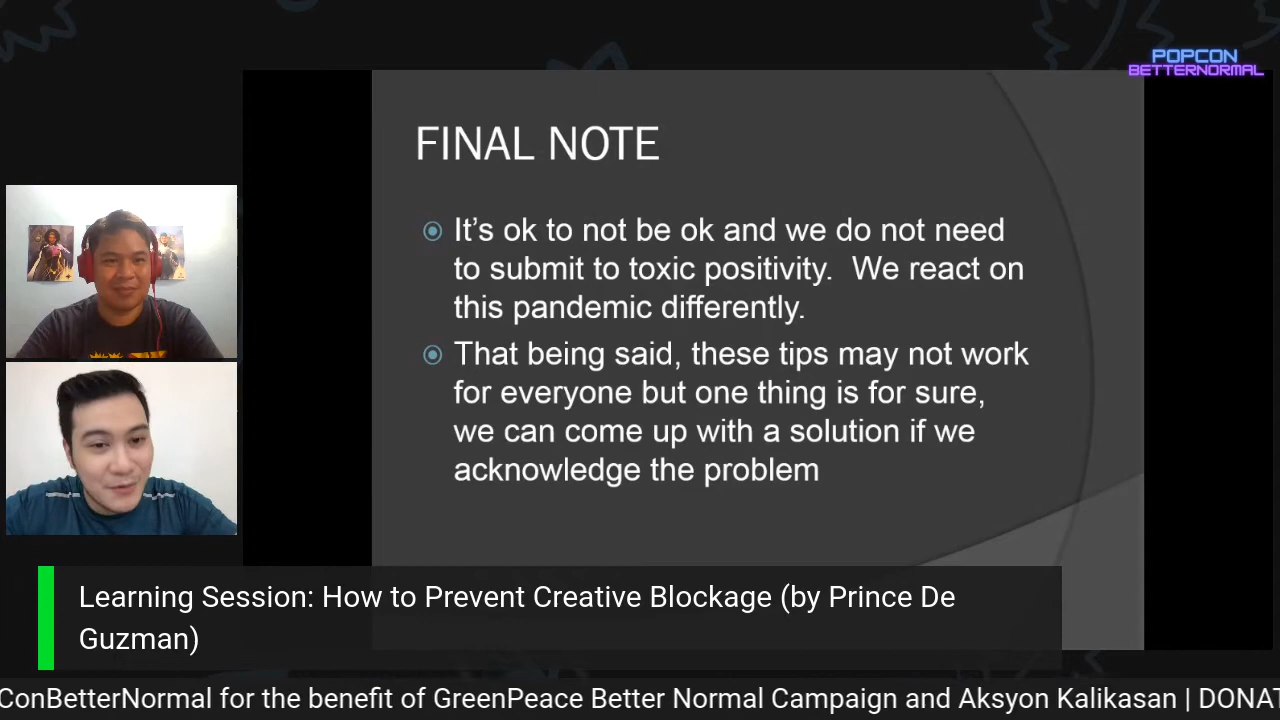 POPCON
BETTERNORMAL
FINAL NOTE
It’s ok to not be ok and we do not need
to submit to toxic positivity.  We react on
this pandemic differently.
That being said, these tips may not work
for everyone but one thing is for sure,
we can come up with a solution if we
acknowledge the problem
Learning Session: How to Prevent Creative Blockage (by Prince De
Guzman)
ConBetterNormal for the benefit of GreenPeace Better Normal Campaign and Aksyon Kalikasan | DONAT